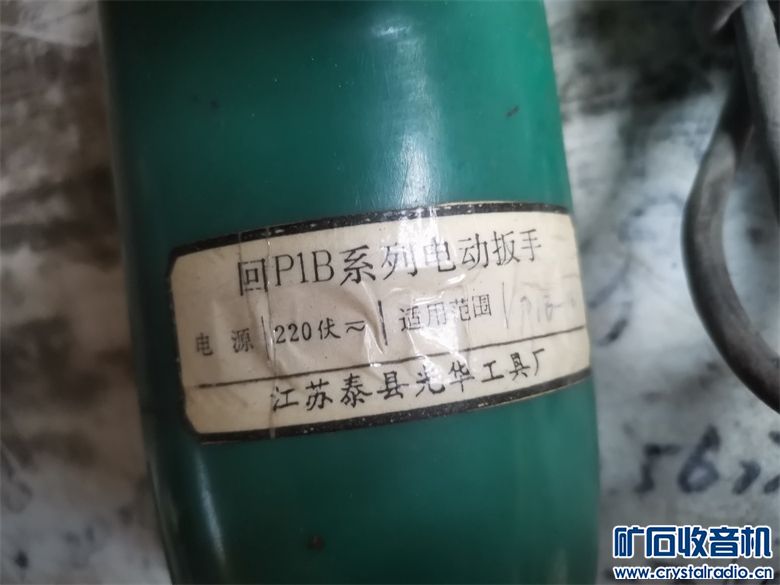 回P1B系列电动扳手
电源 220伏≈ 适用范围
江苏泰县光华工具厂
矿石收音机
www.crystalradio.cn